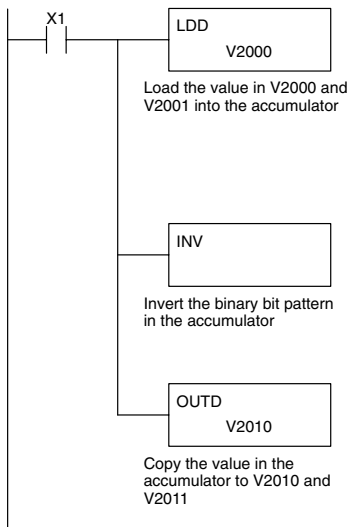 X1
LDD
V2000
Load the value in V2000 and
V2001 into the accumulator
INV
Invert the binary bit pattern
in the accumulator
OUTD
V2010
Copy the value in the
accumulator to V2010 and
V2011